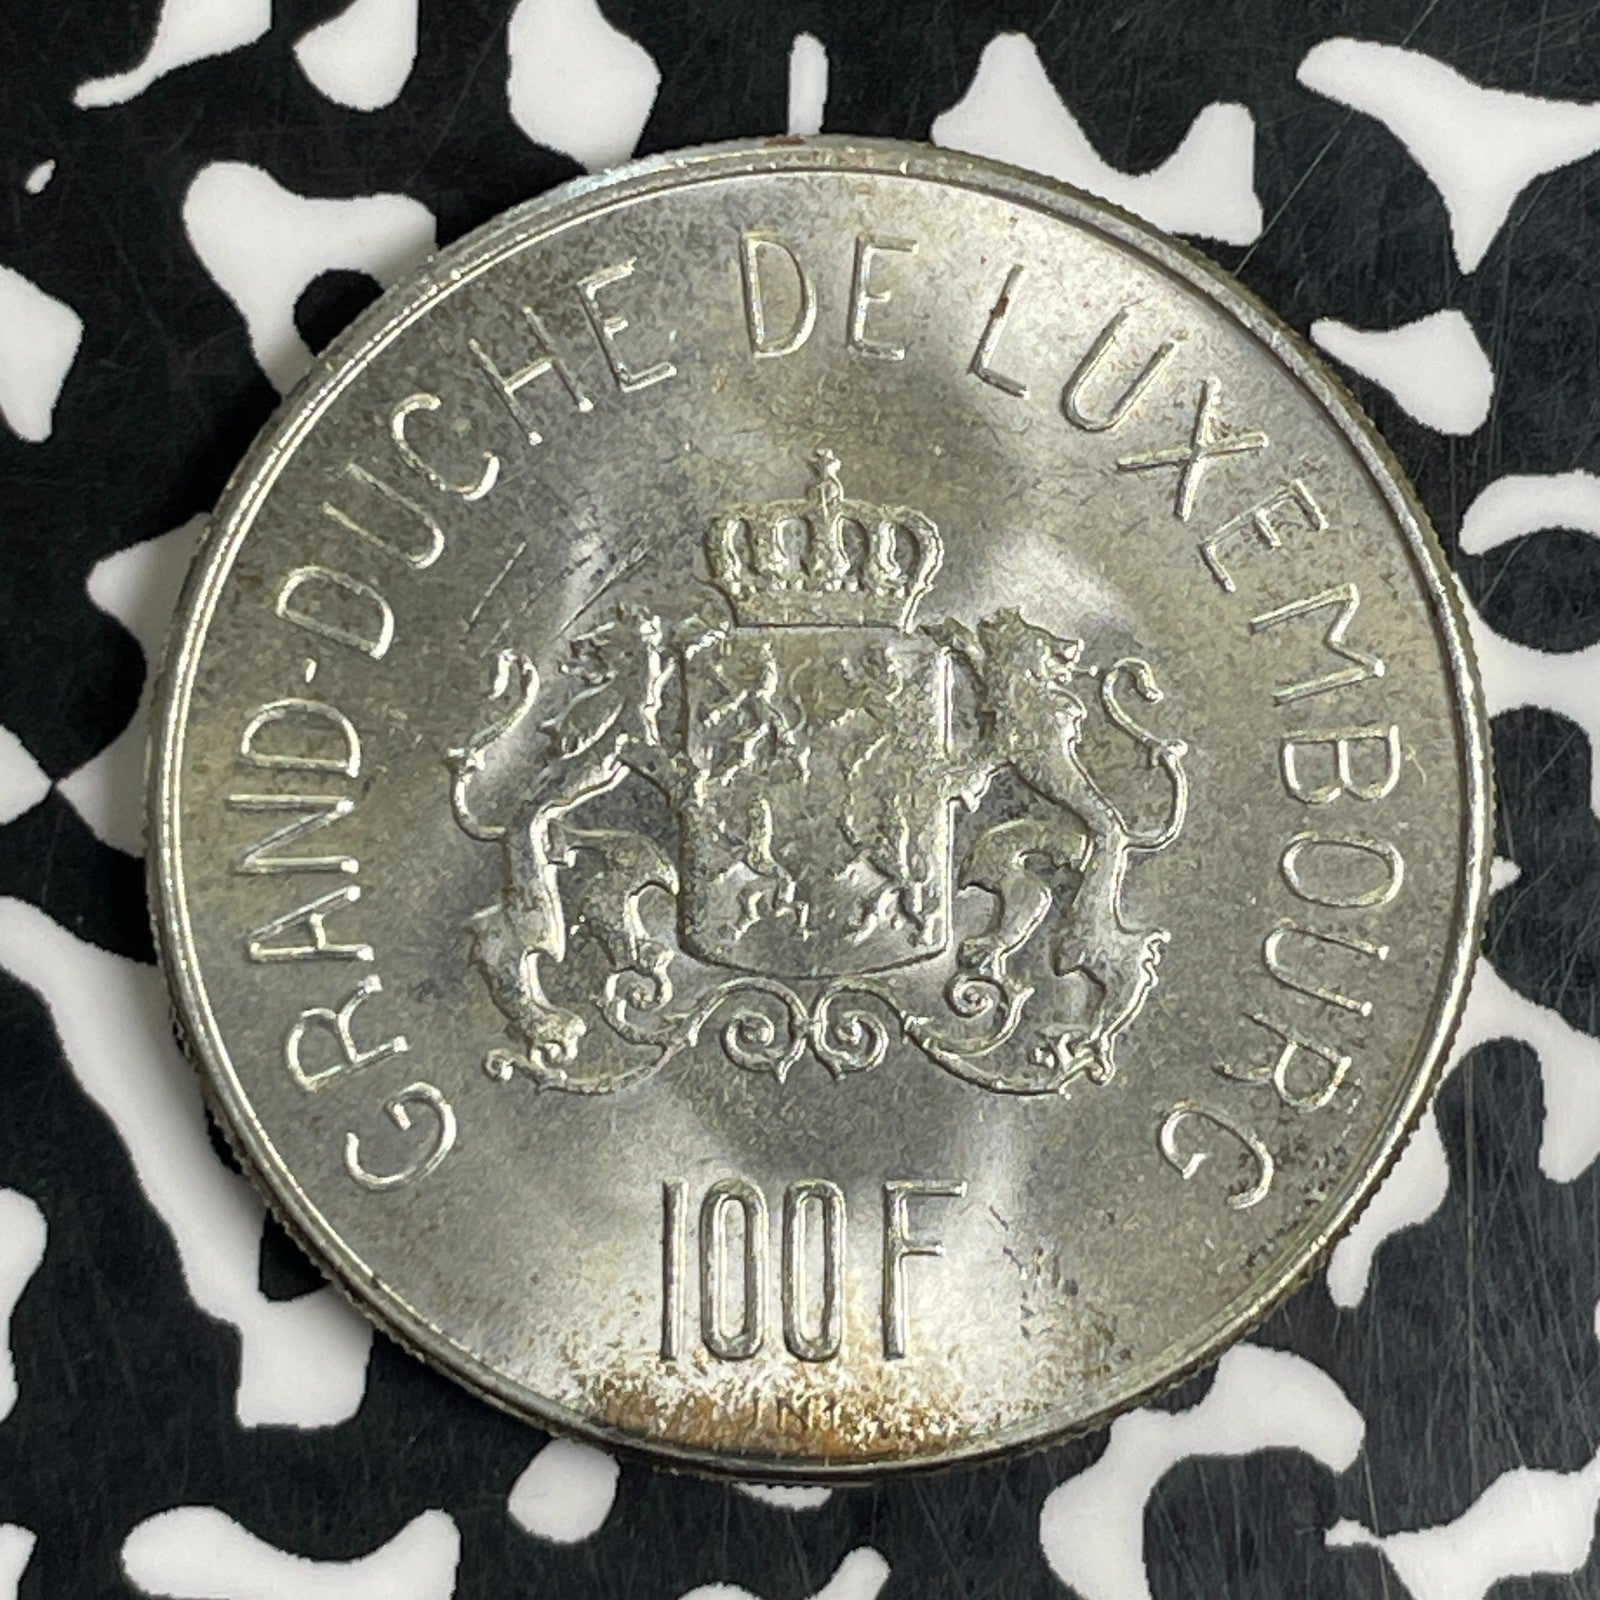 GRAND-DUCHE DE LUXEMBOURG
100F